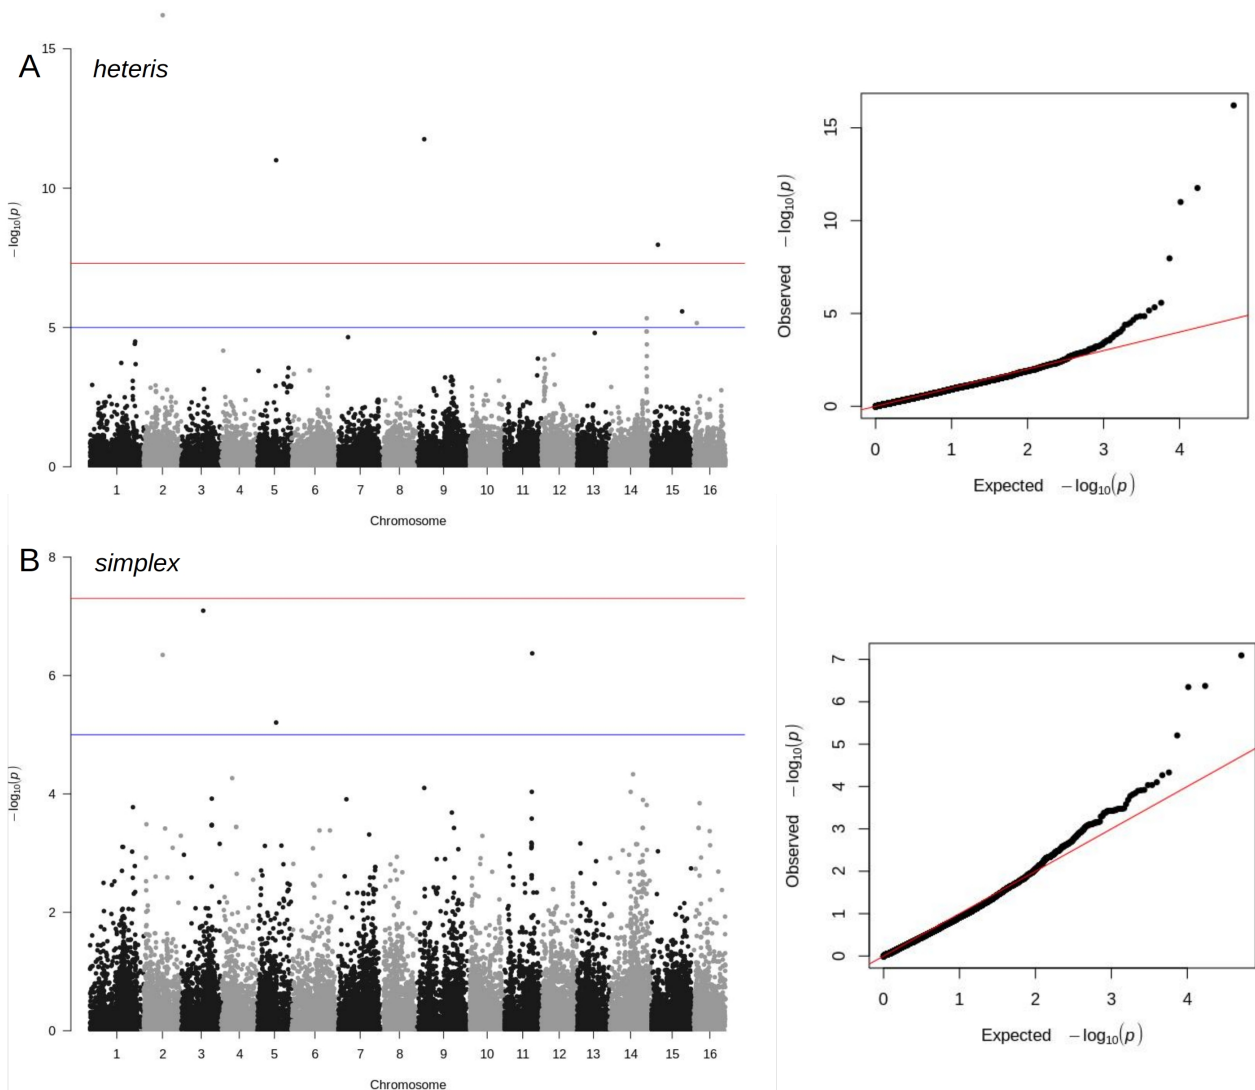 A heteris
15
10
5
0
−log10(p)
1 2 3 4 5 6 7 8 9 10 11 12 13 14 15 16
Chromosome
15
10
5
0
Observed −log10(p)
0 1 2 3 4
Expected −log10(p)
B simplex
8
6
4
2
0
−log10(p)
1 2 3 4 5 6 7 8 9 10 11 12 13 14 15 16
Chromosome
7
6
5
4
3
2
1
0
Observed −log10(p)
0 1 2 3 4
Expected −log10(p)